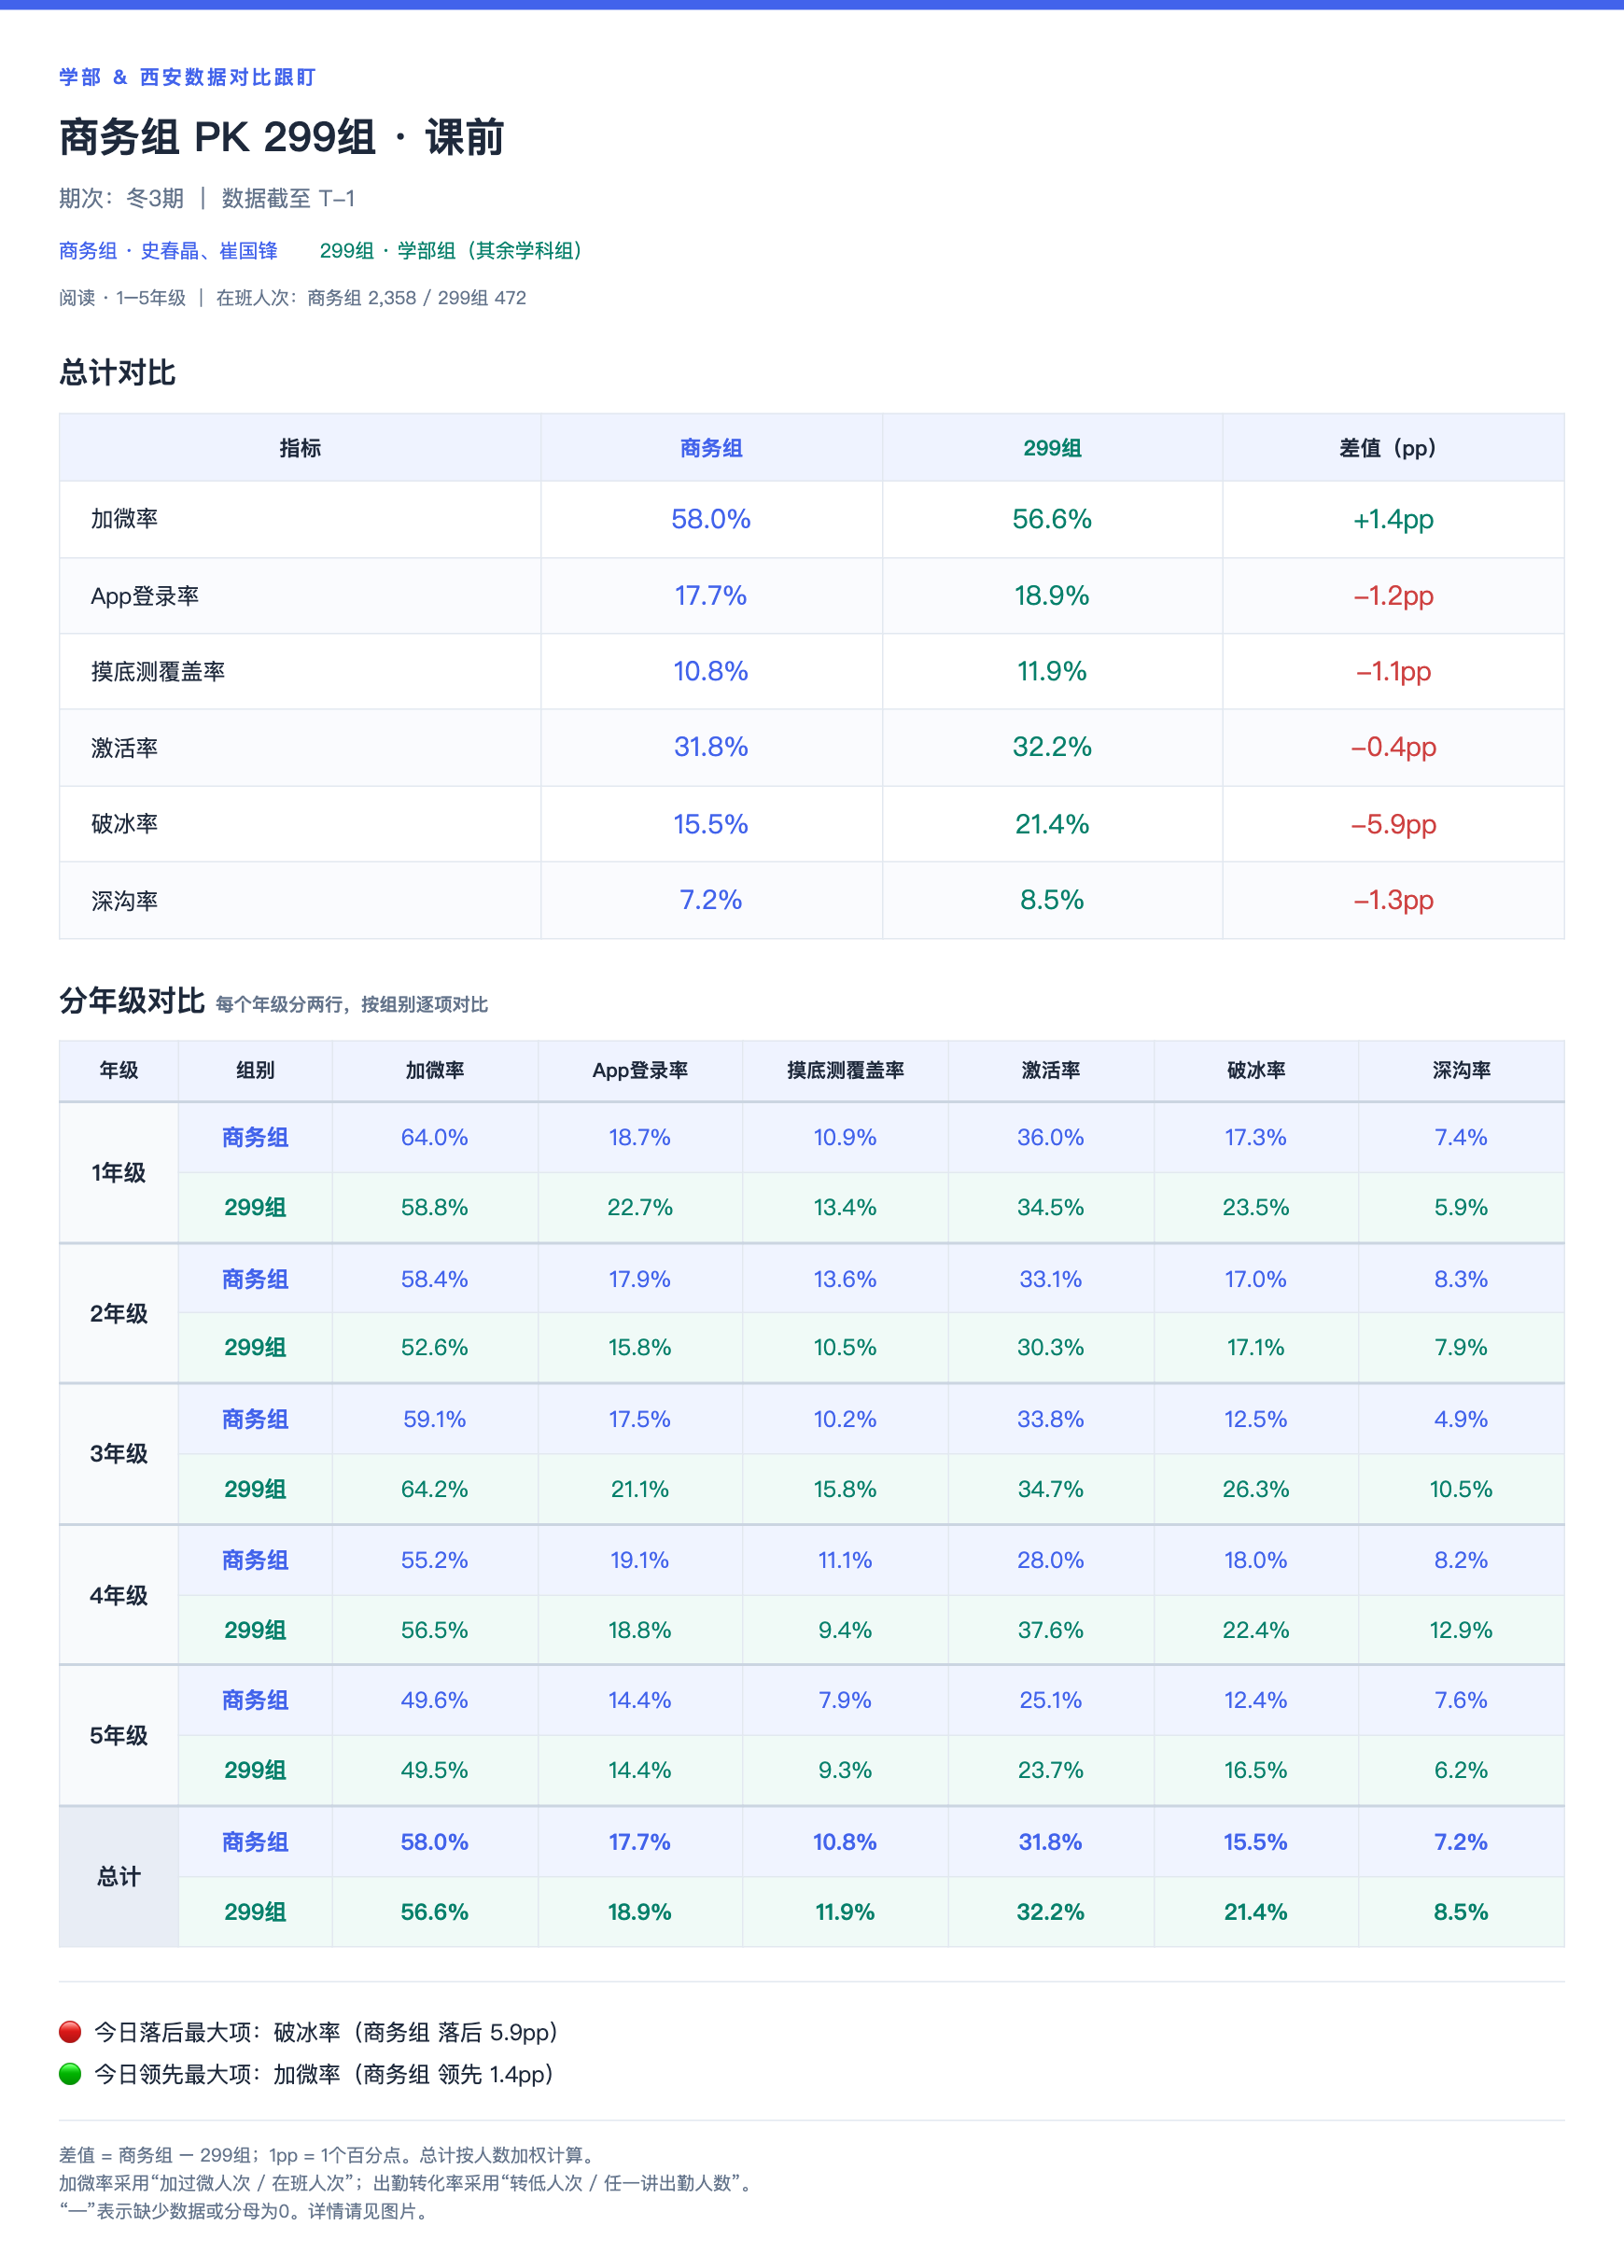 学部 & 西安数据对比跟盯
商务组 PK 299组 · 课前
期次：冬3期 ｜ 数据截至 T–1
商务组 · 史春晶、崔国锋 299组 · 学部组（其余学科组）
阅读 · 1—5年级 ｜ 在班人次：商务组 2,358 / 299组 472
总计对比
指标 商务组 299组 差值（pp）
加微率 58.0% 56.6% +1.4pp
App登录率 17.7% 18.9% –1.2pp
摸底测覆盖率 10.8% 11.9% –1.1pp
激活率 31.8% 32.2% –0.4pp
破冰率 15.5% 21.4% –5.9pp
深沟率 7.2% 8.5% –1.3pp
分年级对比 每个年级分两行，按组别逐项对比
年级 组别 加微率 App登录率 摸底测覆盖率 激活率 破冰率 深沟率
1年级
商务组 64.0% 18.7% 10.9% 36.0% 17.3% 7.4%
299组 58.8% 22.7% 13.4% 34.5% 23.5% 5.9%
2年级
商务组 58.4% 17.9% 13.6% 33.1% 17.0% 8.3%
299组 52.6% 15.8% 10.5% 30.3% 17.1% 7.9%
3年级
商务组 59.1% 17.5% 10.2% 33.8% 12.5% 4.9%
299组 64.2% 21.1% 15.8% 34.7% 26.3% 10.5%
4年级
商务组 55.2% 19.1% 11.1% 28.0% 18.0% 8.2%
299组 56.5% 18.8% 9.4% 37.6% 22.4% 12.9%
5年级
商务组 49.6% 14.4% 7.9% 25.1% 12.4% 7.6%
299组 49.5% 14.4% 9.3% 23.7% 16.5% 6.2%
总计
商务组 58.0% 17.7% 10.8% 31.8% 15.5% 7.2%
299组 56.6% 18.9% 11.9% 32.2% 21.4% 8.5%
今日落后最大项：破冰率（商务组 落后 5.9pp）
今日领先最大项：加微率（商务组 领先 1.4pp）
差值 = 商务组 — 299组；1pp = 1个百分点。总计按人数加权计算。
加微率采用“加过微人次 / 在班人次”；出勤转化率采用“转低人次 / 任一讲出勤人数”。
“—”表示缺少数据或分母为0。详情请见图片。